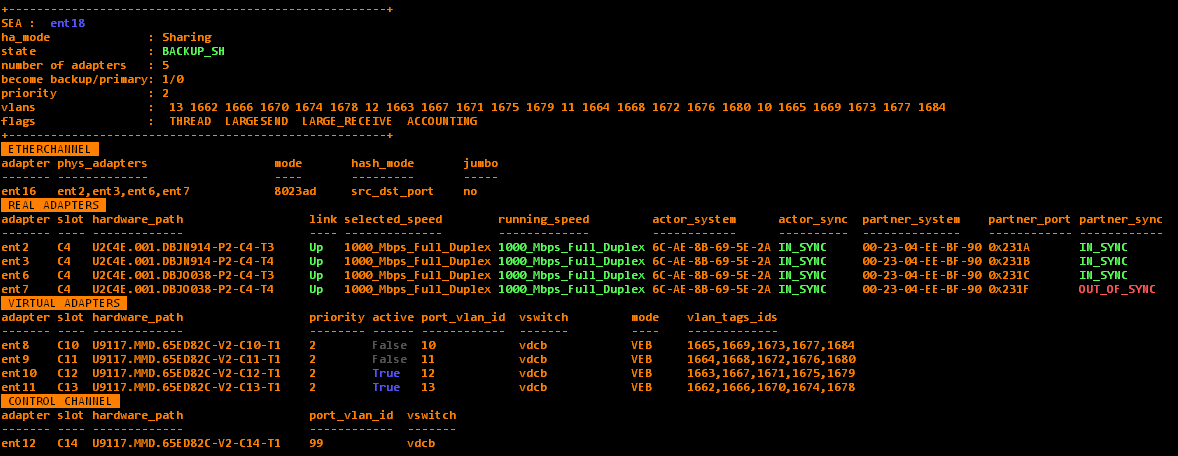 +------------------------------------------------------+
SEA : ent18
ha_mode : Sharing
state : BACKUP_SH
number of adapters : 5
become backup/primary: 1/0
priority : 2
vlans : 13 1662 1666 1670 1674 1678 12 1663 1667 1671 1675 1679 11 1664 1668 1672 1676 1680 10 1665 1669 1673 1677 1684
flags : THREAD LARGESEND LARGE_RECEIVE ACCOUNTING
+------------------------------------------------------+
ETHERCHANNEL
adapter phys_adapters mode hash_mode jumbo
------- ------------- ---- --------- -----
ent16 ent2,ent3,ent6,ent7 8023ad src_dst_port no
REAL ADAPTERS
adapter slot hardware_path link selected_speed running_speed actor_system actor_sync partner_system partner_port partner_sync
------- ---- ------------- ---- -------------- ------------- ------------ ---------- -------------- ------------ ------------
ent2 C4 U2C4E.001.DBJN914-P2-C4-T3 Up 1000_Mbps_Full_Duplex 1000_Mbps_Full_Duplex 6C-AE-8B-69-5E-2A IN_SYNC 00-23-04-EE-BF-90 0x231A IN_SYNC
ent3 C4 U2C4E.001.DBJN914-P2-C4-T4 Up 1000_Mbps_Full_Duplex 1000_Mbps_Full_Duplex 6C-AE-8B-69-5E-2A IN_SYNC 00-23-04-EE-BF-90 0x231B IN_SYNC
ent6 C4 U2C4E.001.DBJO038-P2-C4-T3 Up 1000_Mbps_Full_Duplex 1000_Mbps_Full_Duplex 6C-AE-8B-69-5E-2A IN_SYNC 00-23-04-EE-BF-90 0x231C IN_SYNC
ent7 C4 U2C4E.001.DBJO038-P2-C4-T4 Up 1000_Mbps_Full_Duplex 1000_Mbps_Full_Duplex 6C-AE-8B-69-5E-2A IN_SYNC 00-23-04-EE-BF-90 0x231F OUT_OF_SYNC
VIRTUAL ADAPTERS
adapter slot hardware_path priority active port_vlan_id vswitch mode vlan_tags_ids
------- ---- ------------- -------- ------ ------------ ------- ---- -------------
ent8 C10 U9117.MMD.65ED82C-V2-C10-T1 2 False 10 vdcb VEB 1665,1669,1673,1677,1684
ent9 C11 U9117.MMD.65ED82C-V2-C11-T1 2 False 11 vdcb VEB 1664,1668,1672,1676,1680
ent10 C12 U9117.MMD.65ED82C-V2-C12-T1 2 True 12 vdcb VEB 1663,1667,1671,1675,1679
ent11 C13 U9117.MMD.65ED82C-V2-C13-T1 2 True 13 vdcb VEB 1662,1666,1670,1674,1678
CONTROL CHANNEL
adapter slot hardware_path port_vlan_id vswitch
------- ---- ------------- ------------ -------
ent12 C14 U9117.MMD.65ED82C-V2-C14-T1 99 vdcb